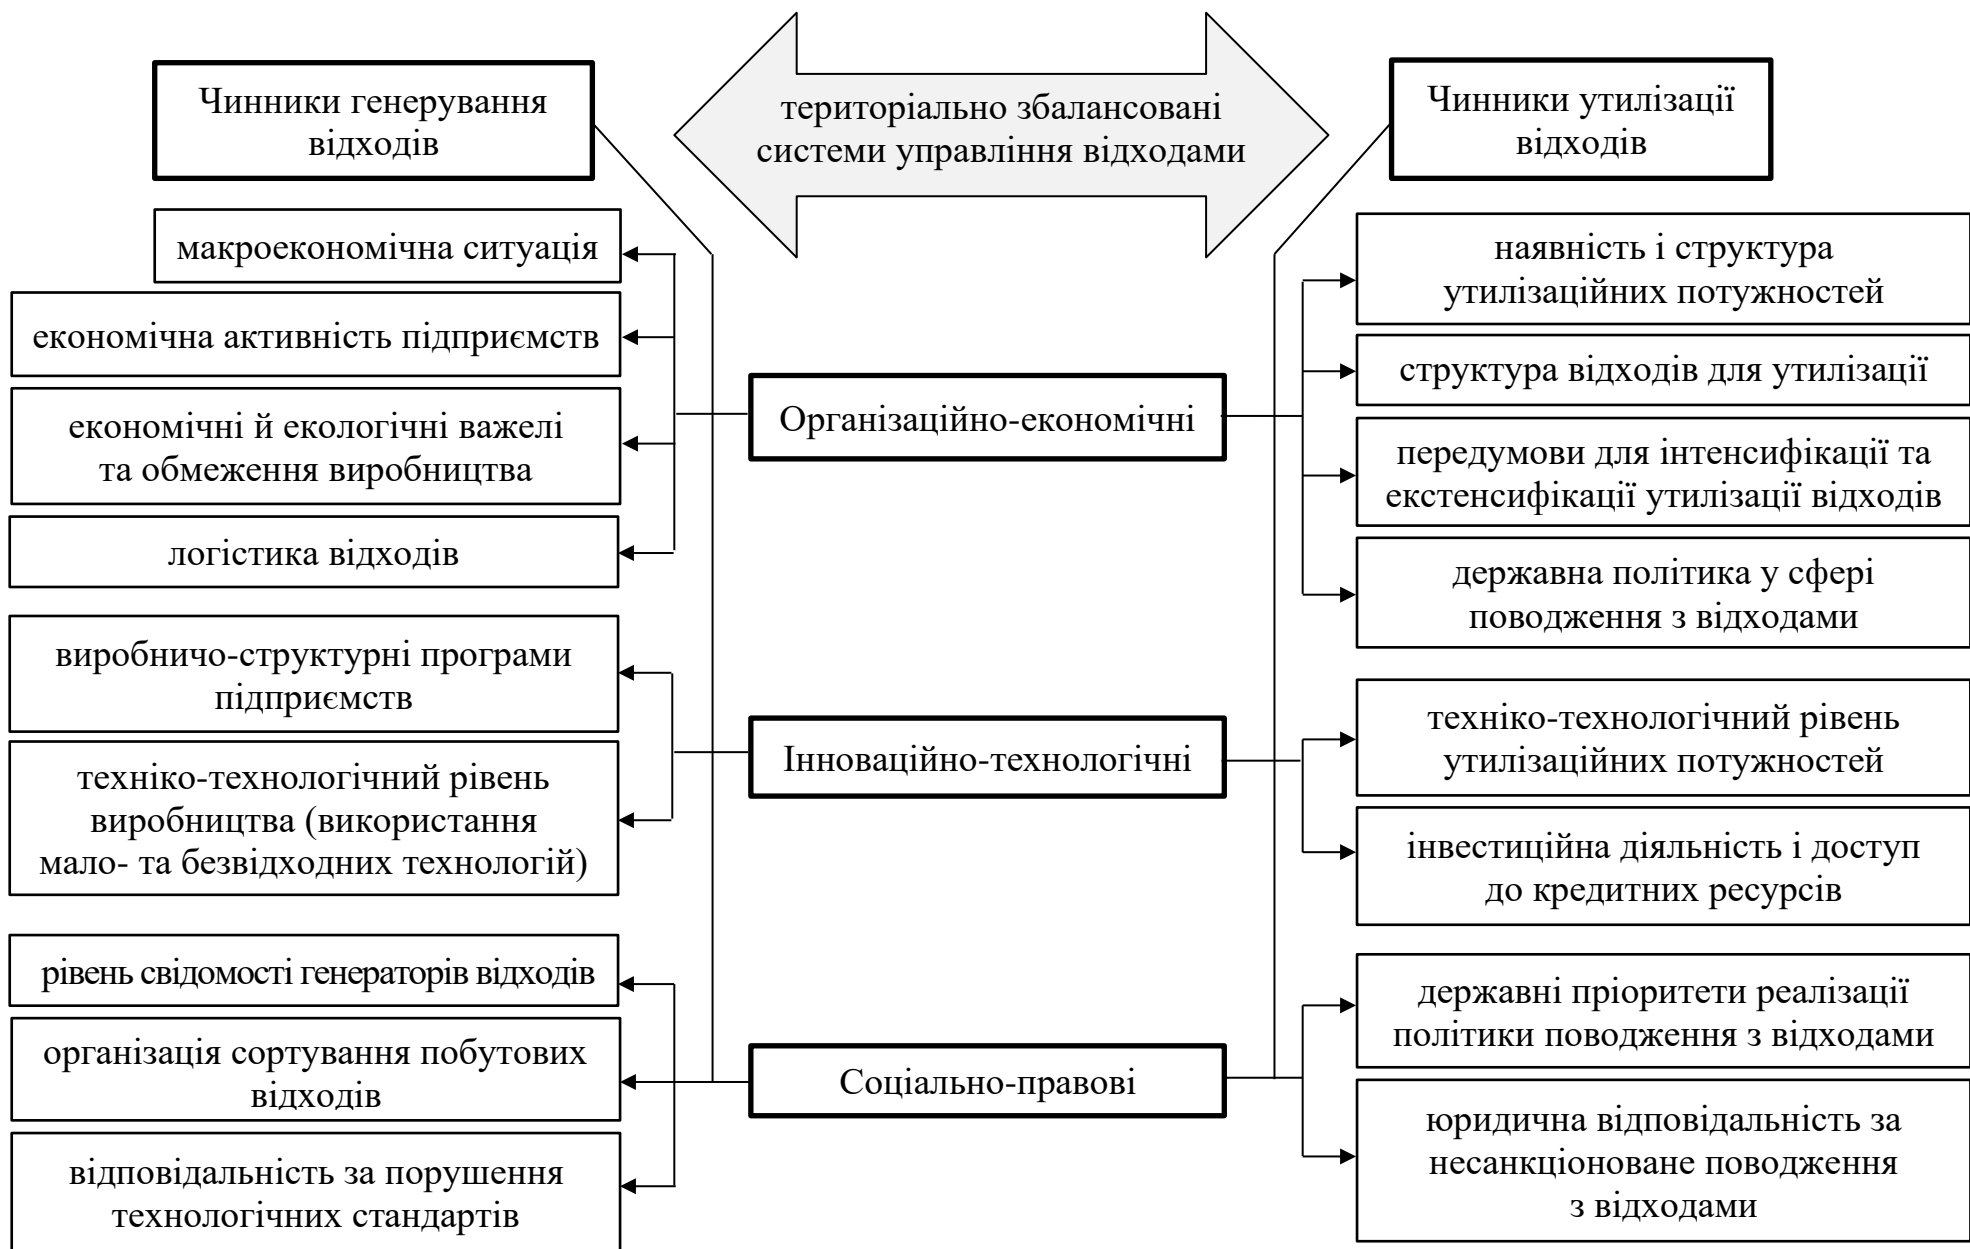 Чинники генерування
відходів
територіально збалансовані
системи управління відходами
Чинники утилізації
відходів
макроекономічна ситуація
економічна активність підприємств
економічні й екологічні важелі
та обмеження виробництва
логістика відходів
виробничо-структурні програми
підприємств
техніко-технологічний рівень
виробництва (використання
мало- та безвідходних технологій)
рівень свідомості генераторів відходів
організація сортування побутових
відходів
відповідальність за порушення
технологічних стандартів
Організаційно-економічні
Інноваційно-технологічні
Соціально-правові
наявність і структура
утилізаційних потужностей
структура відходів для утилізації
передумови для інтенсифікації та
екстенсифікації утилізації відходів
державна політика у сфері
поводження з відходами
техніко-технологічний рівень
утилізаційних потужностей
інвестиційна діяльність і доступ
до кредитних ресурсів
державні пріоритети реалізації
політики поводження з відходами
юридична відповідальність за
несанкціоноване поводження
з відходами